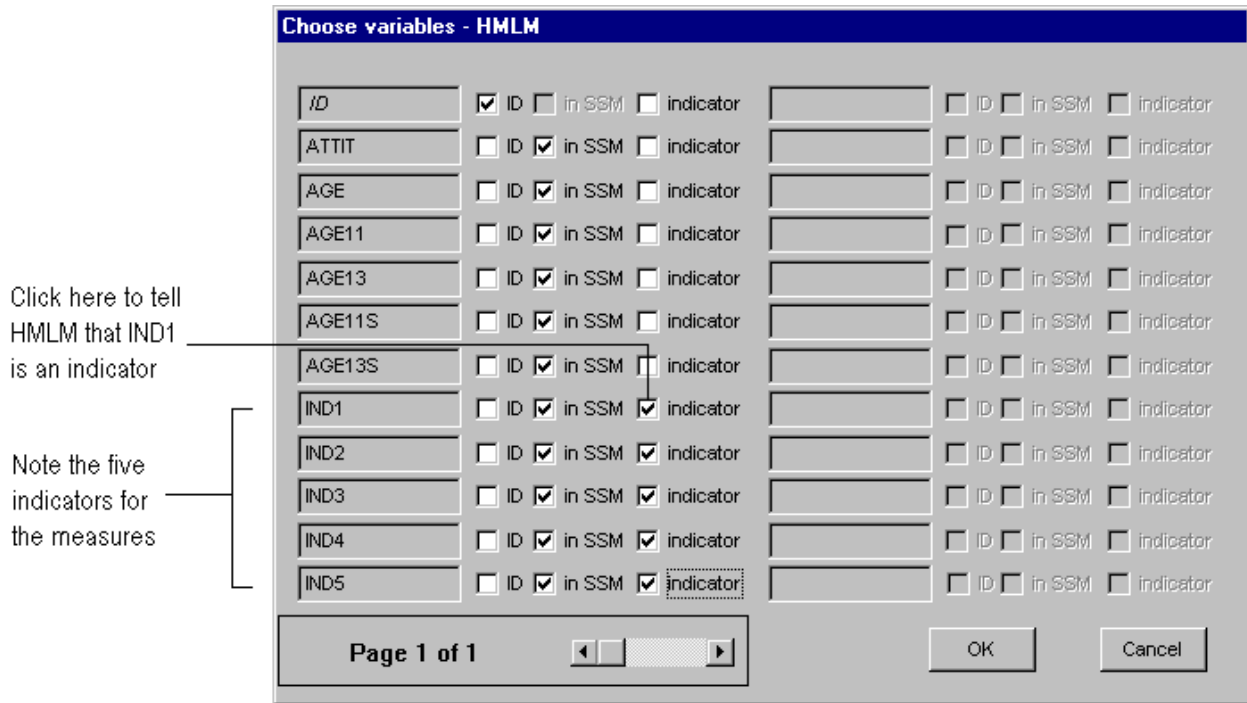 Choose variables - HMLM
ID ID in SSM indicator ID in SSM indicator
ATTIT ID in SSM indicator ID in SSM indicator
AGE ID in SSM indicator ID in SSM indicator
AGE11 ID in SSM indicator ID in SSM indicator
AGE13 ID in SSM indicator ID in SSM indicator
AGE11S ID in SSM indicator ID in SSM indicator
AGE13S ID in SSM indicator ID in SSM indicator
IND1 ID in SSM indicator ID in SSM indicator
IND2 ID in SSM indicator ID in SSM indicator
IND3 ID in SSM indicator ID in SSM indicator
IND4 ID in SSM indicator ID in SSM indicator
IND5 ID in SSM indicator ID in SSM indicator
Click here to tell
HMLM that IND1
is an indicator
Note the five
indicators for
the measures
Page 1 of 1
OK
Cancel